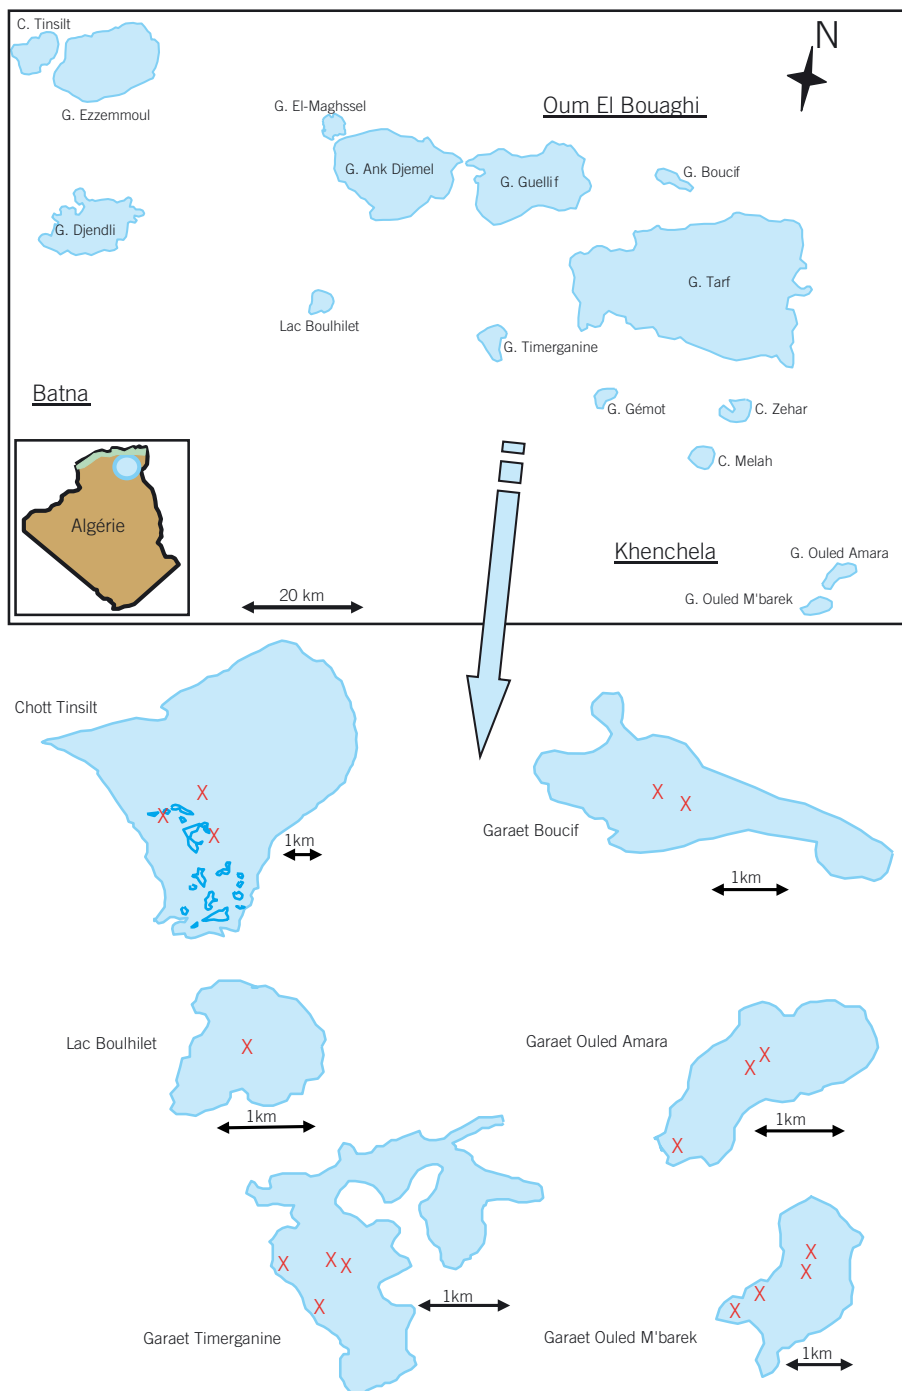 C. Tinsilt
N
G. Ezzemmoul
G. El-Maghssel
Oum El Bouaghi
G. Ank Djemel
G. Guellif
G. Boucif
G. Djendli
G. Tarf
Lac Boulhilet
G. Timerganine
Batna
G. Gémot
C. Zehar
C. Melah
Algérie
Khenchela
G. Ouled Amara
20 km
G. Ouled M'barek
Chott Tinsilt
X
X
X
1km
X
X
Garaet Boucif
1km
Lac Boulhilet
X
1km
Garaet Ouled Amara
X
X
X
1km
X
X
X
X
1km
Garaet Timerganine
X
X
X
X
Garaet Ouled M'barek
1km